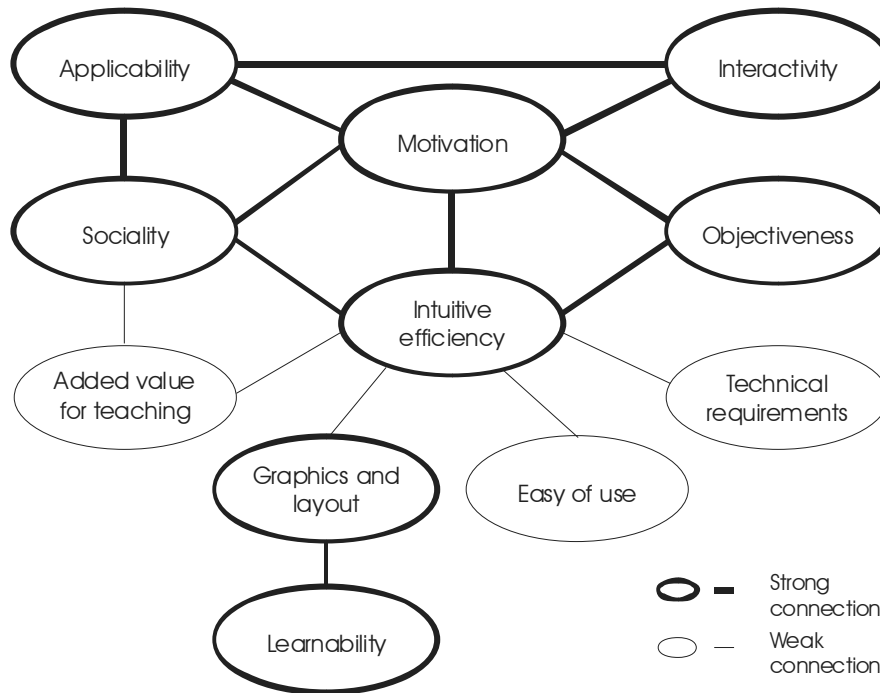 Applicability
Interactivity
Motivation
Sociality
Objectiveness
Intuitive
efficiency
Added value
for teaching
Technical
requirements
Graphics and
layout
Easy of use
Learnability
Strong
connection
Weak
connection